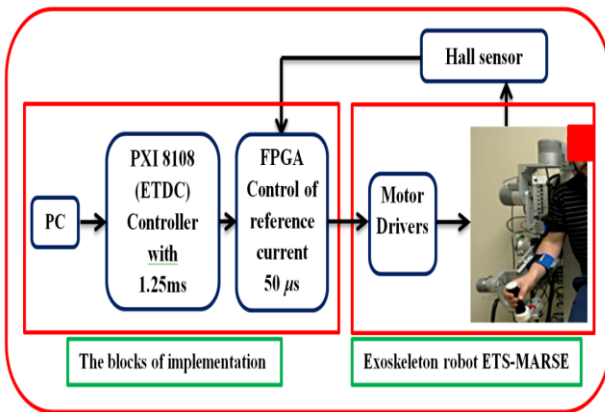 Hall sensor
PC
PXI 8108
(ETDC)
Controller
with
1.25ms
FPGA
Control of
reference
current
50 μs
Motor
Drivers
The blocks of implementation
Exoskeleton robot ETS-MARSE